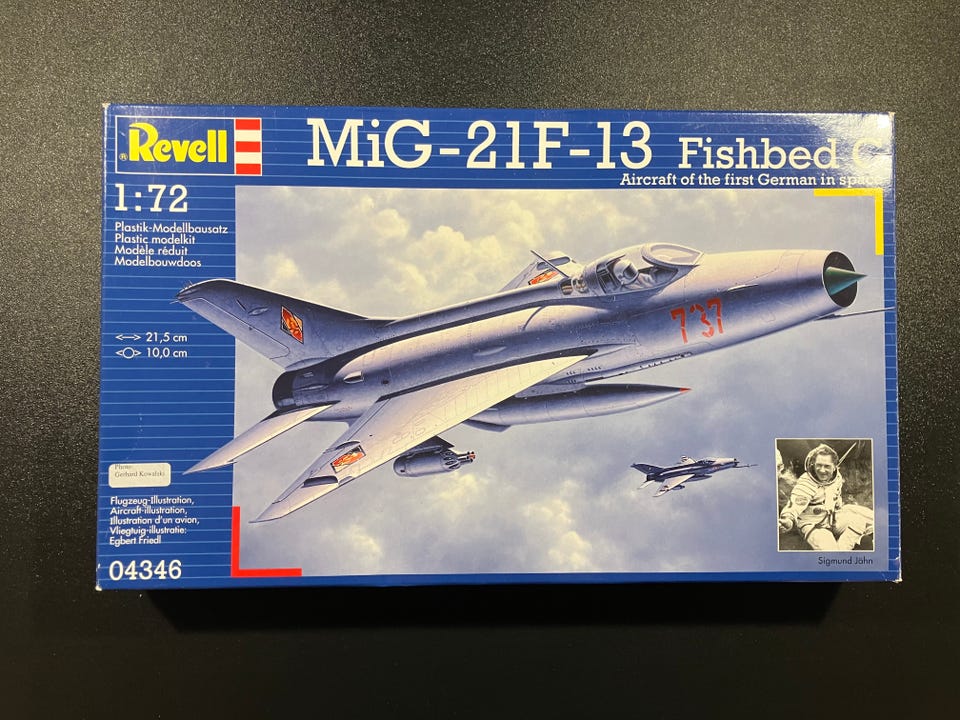 ® Revell
MiG-21F-13 Fishbed C
Aircraft of the first German in space
1:72
Plastik-Modellbausatz
Plastic modelkit
Modèle réduit
Modelbouwdoos
21,5 cm
10,0 cm
737
Photo:
Gerhard Kowalski
Flugzeug-Illustration,
Aircraft-illustration,
Illustration d'un avion,
Vliegtuig-illustratie:
Egbert Friedl
04346
Sigmund Jähn